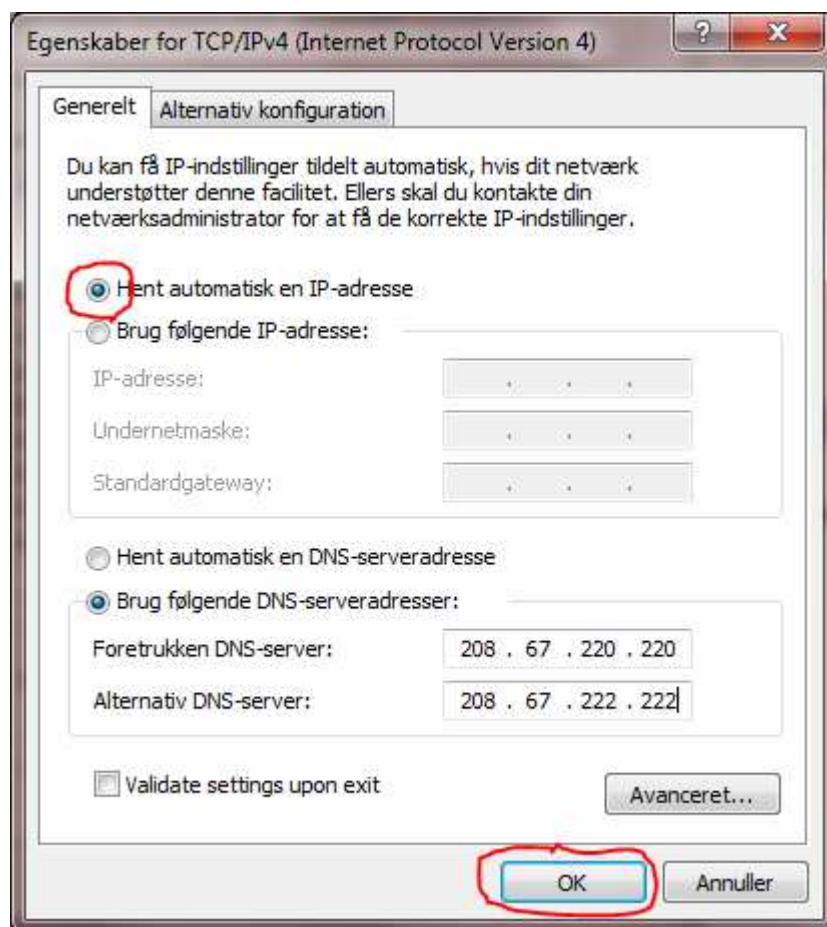 Egenskaber for TCP/IPv4 (Internet Protocol Version 4)
Generelt
Alternativ konfiguration
Du kan få IP-indstillinger tildelt automatisk, hvis dit netværk
understøtter denne facilitet. Ellers skal du kontakte din
netværksadministrator for at få de korrekte IP-indstillinger.
Hent automatisk en IP-adresse
Brug følgende IP-adresse:
IP-adresse:
Undernetmaske:
Standardgateway:
Hent automatisk en DNS-serveradresse
Brug følgende DNS-serveradresser:
Foretrukken DNS-server: 208 . 67 . 220 . 220
Alternativ DNS-server: 208 . 67 . 222 . 222
Validate settings upon exit
Avanceret...
OK
Annuller